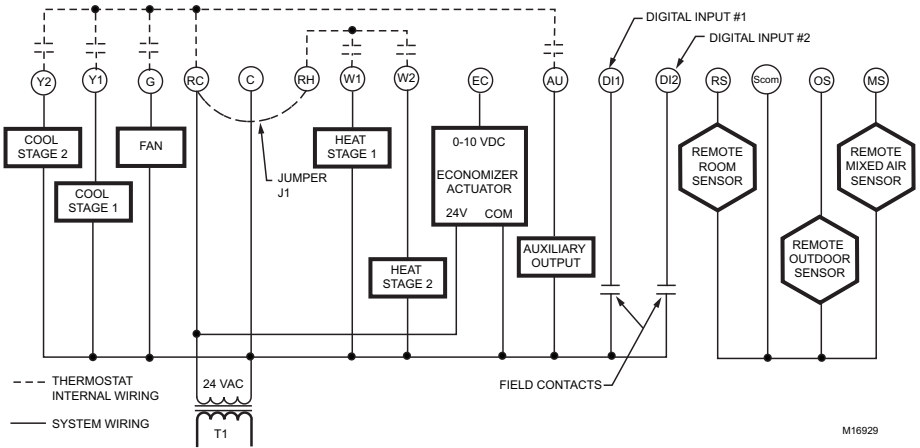 DIGITAL INPUT #1
DIGITAL INPUT #2
Y2
Y1
G
RC
C
RH
W1
W2
EC
AU
DI1
DI2
RS
Scom
OS
MS
COOL
STAGE 2
COOL
STAGE 1
FAN
JUMPER
J1
HEAT
STAGE 1
HEAT
STAGE 2
0-10 VDC
ECONOMIZER
ACTUATOR
24V COM
AUXILIARY
OUTPUT
REMOTE
ROOM
SENSOR
REMOTE
OUTDOOR
SENSOR
REMOTE
MIXED AIR
SENSOR
THERMOSTAT
INTERNAL WIRING
SYSTEM WIRING
24 VAC
T1
FIELD CONTACTS
M16929